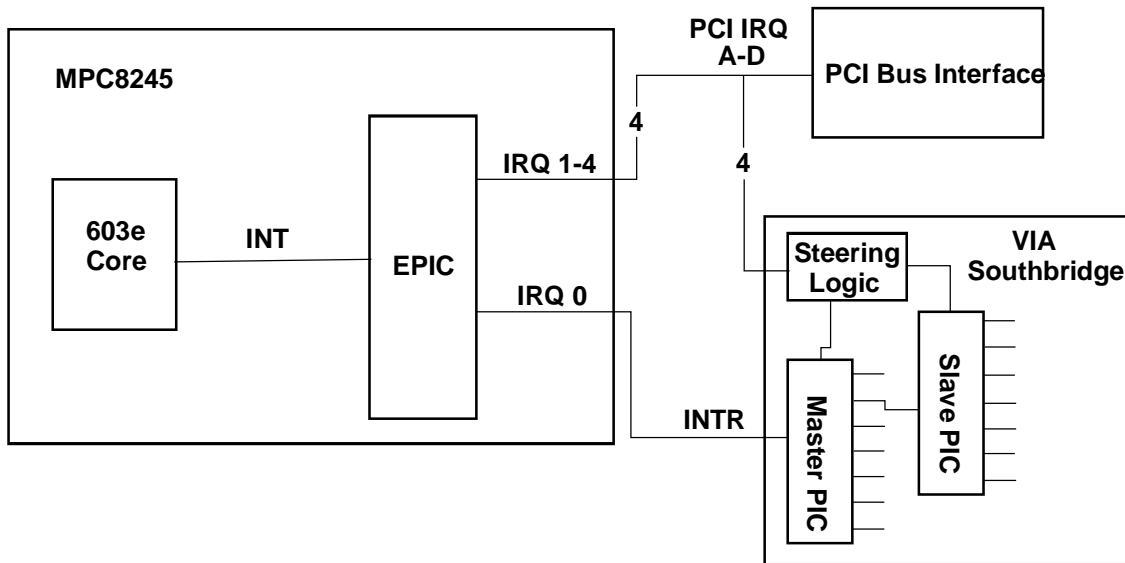 PCI IRQ
A-D
PCI Bus Interface
MPC8245
4
IRQ 1-4
4
603e
Core
INT
EPIC
IRQ 0
Steering
Logic
VIA
Southbridge
INTR
Master PIC
Slave PIC